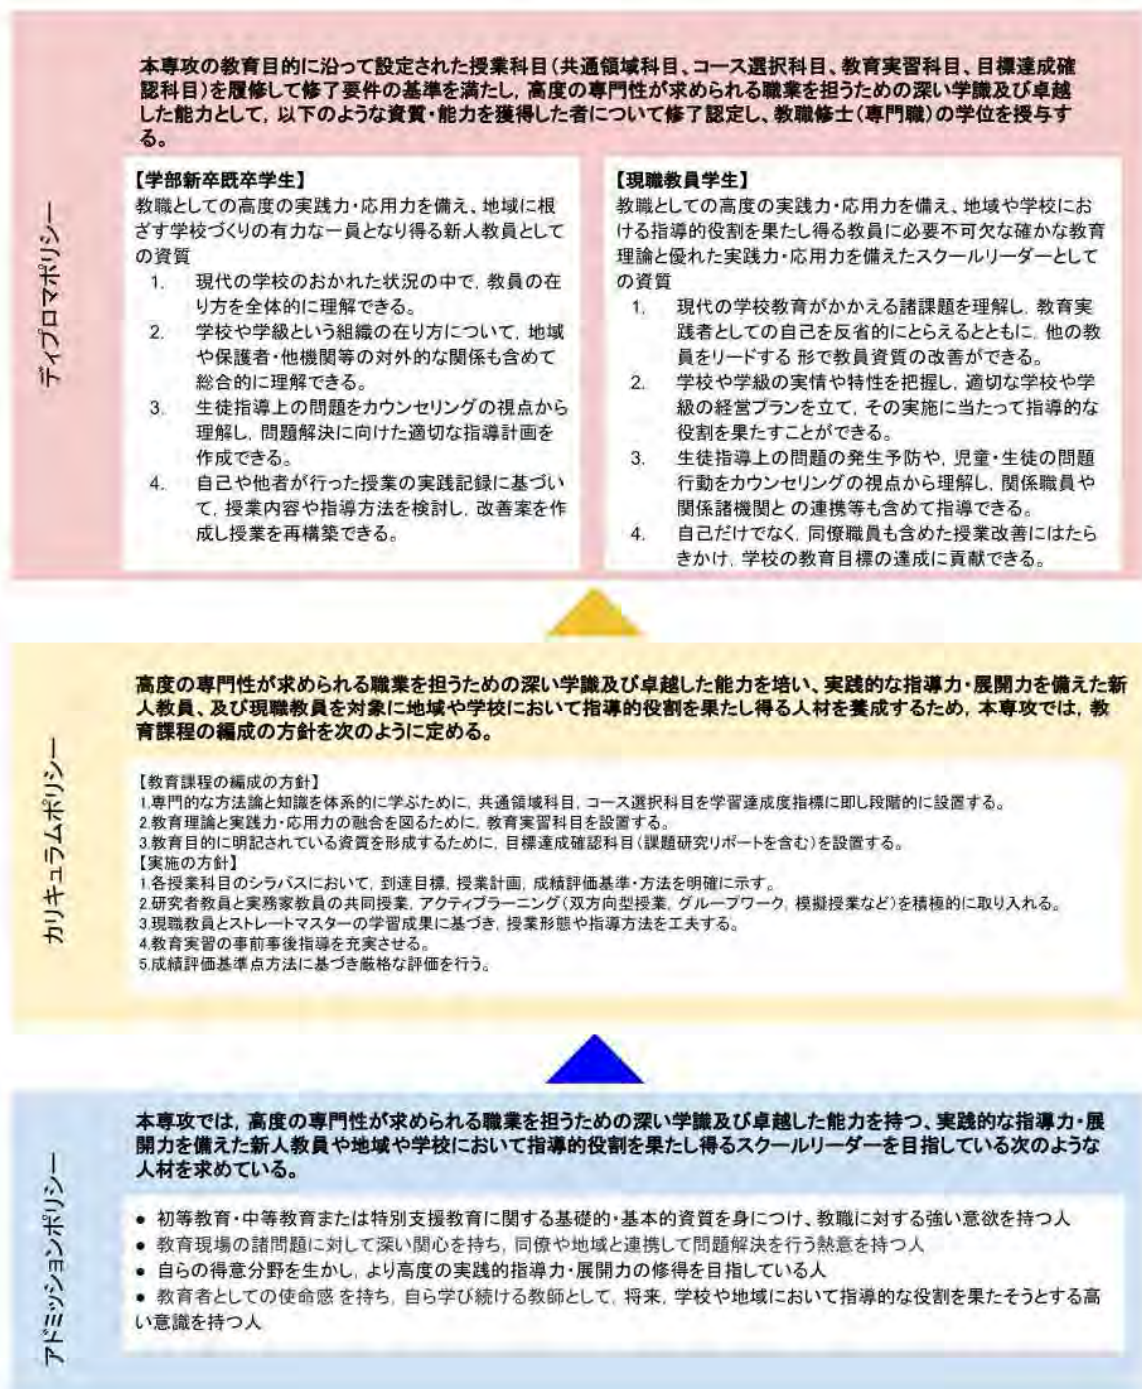 ディプロマポリシー
本専攻の教育目的に沿って設定された授業科目（共通領域科目、コース選択科目、教育実習科目、目標達成確
認科目）を履修して修了要件の基準を満たし，高度の専門性が求められる職業を担うための深い学識及び卓越
した能力として，以下のような資質・能力を獲得した者について修了認定し、教職修士（専門職）の学位を授与す
る。
【学部新卒既卒学生】
教職としての高度の実践力・応用力を備え、地域に根
ざす学校づくりの有力な一員となり得る新人教員として
の資質
1. 現代の学校のおかれた状況の中で，教員の在
り方を全体的に理解できる。
2. 学校や学級という組織の在り方について，地域
や保護者・他機関等の対外的な関係も含めて
総合的に理解できる。
3. 生徒指導上の問題をカウンセリングの視点から
理解し，問題解決に向けた適切な指導計画を
作成できる。
4. 自己や他者が行った授業の実践記録に基づい
て，授業内容や指導方法を検討し，改善案を作
成し授業を再構築できる。
【現職教員学生】
教職としての高度の実践力・応用力を備え、地域や学校にお
ける指導的役割を果たし得る教員に必要不可欠な確かな教育
理論と優れた実践力・応用力を備えたスクールリーダーとして
の資質
1. 現代の学校教育がかかえる諸課題を理解し，教育実
践者としての自己を反省的にとらえるとともに，他の教
員をリードする 形で教員資質の改善ができる。
2. 学校や学級の実情や特性を把握し，適切な学校や学
級の経営プランを立て，その実施に当たって指導的な
役割を果たすことができる。
3. 生徒指導上の問題の発生予防や，児童・生徒の問題
行動をカウンセリングの視点から理解し，関係職員や
関係諸機関と の連携等も含めて指導できる。
4. 自己だけでなく，同僚職員も含めた授業改善にはたら
きかけ，学校の教育目標の達成に貢献できる。
カリキュラムポリシー
高度の専門性が求められる職業を担うための深い学識及び卓越した能力を培い、実践的な指導力・展開力を備えた新
人教員、及び現職教員を対象に地域や学校において指導的役割を果たし得る人材を養成するため，本専攻では，教
育課程の編成の方針を次のように定める。
【教育課程の編成の方針】
1.専門的な方法論と知識を体系的に学ぶために，共通領域科目，コース選択科目を学習達成度指標に即し段階的に設置する。
2.教育理論と実践力・応用力の融合を図るために，教育実習科目を設置する。
3.教育目的に明記されている資質を形成するために，目標達成確認科目（課題研究リポートを含む）を設置する。
【実施の方針】
1.各授業科目のシラバスにおいて，到達目標，授業計画，成績評価基準・方法を明確に示す。
2.研究者教員と実務家教員の共同授業，アクティブラーニング（双方向型授業，グループワーク，模擬授業など）を積極的に取り入れる。
3.現職教員とストレートマスターの学習成果に基づき，授業形態や指導方法を工夫する。
4.教育実習の事前事後指導を充実させる。
5.成績評価基準点方法に基づき厳格な評価を行う。
アドミッションポリシー
本専攻では，高度の専門性が求められる職業を担うための深い学識及び卓越した能力を持つ、実践的な指導力・展
開力を備えた新人教員や地域や学校において指導的役割を果たし得るスクールリーダーを目指している次のような
人材を求めている。
● 初等教育・中等教育または特別支援教育に関する基礎的・基本的資質を身につけ、教職に対する強い意欲を持つ人
● 教育現場の諸問題に対して深い関心を持ち，同僚や地域と連携して問題解決を行う熱意を持つ人
● 自らの得意分野を生かし，より高度の実践的指導力・展開力の修得を目指している人
● 教育者としての使命感 を持ち，自ら学び続ける教師として，将来，学校や地域において指導的な役割を果たそうとする高
い意識を持つ人